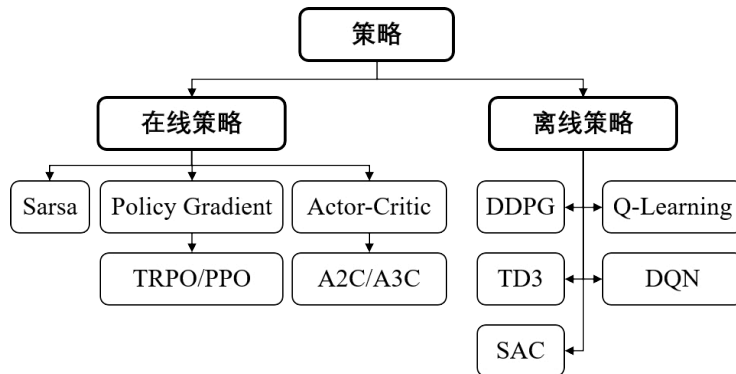 策略
在线策略
离线策略
Sarsa
Policy Gradient
Actor-Critic
DDPG
Q-Learning
TRPO/PPO
A2C/A3C
TD3
DQN
SAC